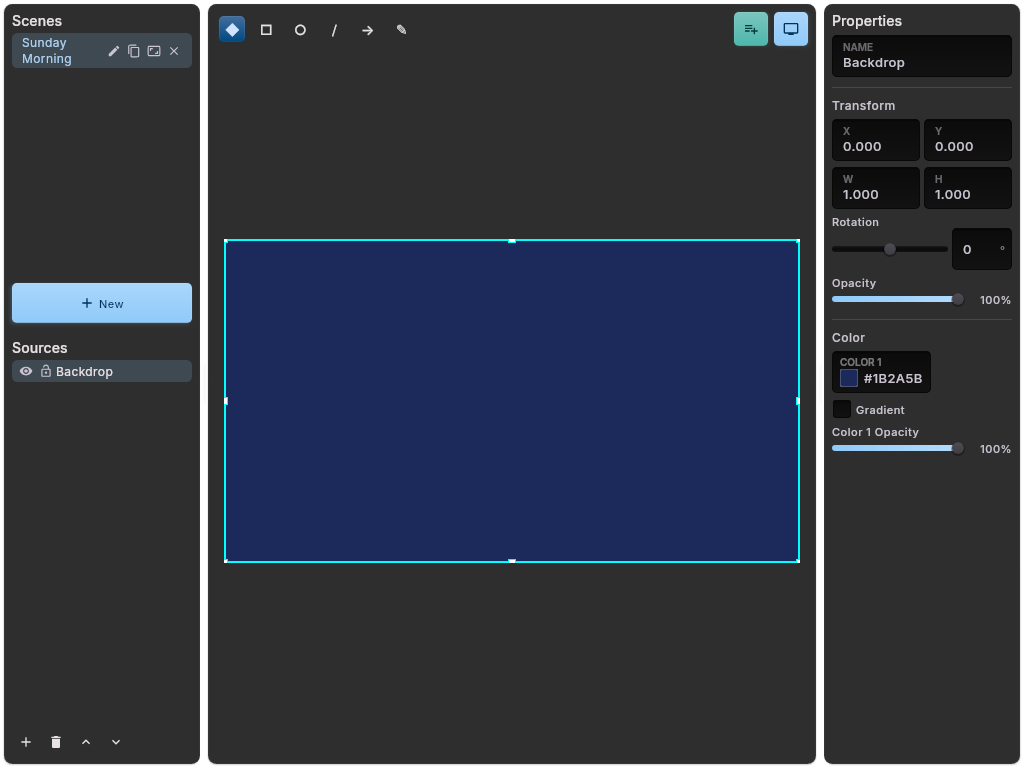 Scenes
Sunday
Morning
New
Sources
Backdrop
Properties
NAME
Backdrop
Transform
X
0.000
Y
0.000
W
1.000
H
1.000
Rotation
0 °
Opacity
100%
Color
COLOR 1
#1B2A5B
Gradient
Color 1 Opacity
100%